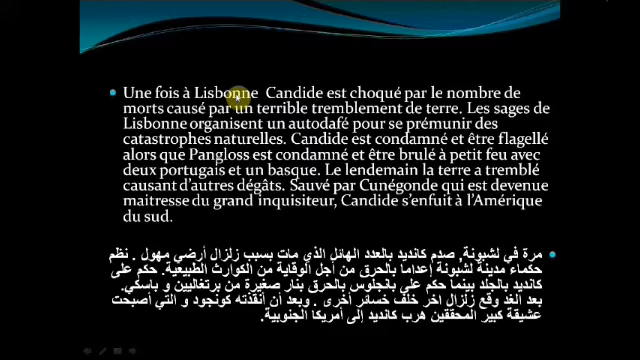 Une fois à Lisbonne Candide est choqué par le nombre de
morts causé par un terrible tremblement de terre. Les sages de
Lisbonne organisent un autodafé pour se prémunir des
catastrophes naturelles. Candide est condamné et être flagellé
alors que Pangloss est condamné et être brulé à petit feu avec
deux portugais et un basque. Le lendemain la terre a tremblé
causant d'autres dégâts. Sauvé par Cunégonde qui est devenue
maitresse du grand inquisiteur, Candide s'enfuit à l'Amérique
du sud.
مرة في لشبونة, صدم كانديد بالعدد الهائل الذي مات بسبب زلزال أرضي مهول . نظم
حكماء مدينة لشبونة إعداما بالحرق من أجل الوقاية من الكوارث الطبيعية. حكم على
كانديد بالجلد بينما حكم على بانجلوس بالحرق بنار صغيرة من برتغاليين و باسكي.
بعد الغد وقع زلزال آخر خلف خسائر أخرى . وبعد أن أنقذته كونجود و التي أصبحت
عشيقة كبير المحققين هرب كانديد إلى أمريكا الجنوبية.